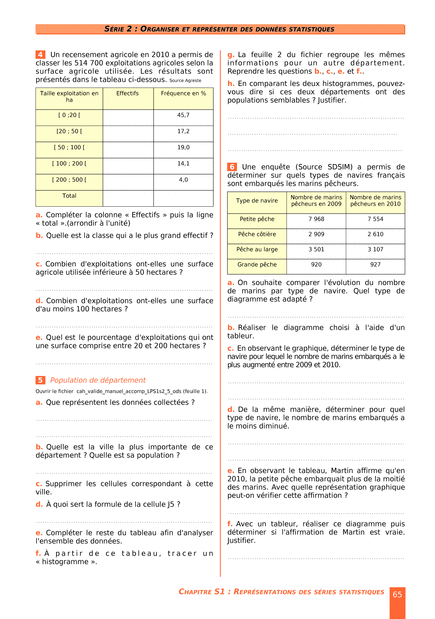 SÉRIE 2 : ORGANISER ET REPRÉSENTER DES DONNÉES STATISTIQUES
4 Un recensement agricole en 2010 a permis de
classer les 514 700 exploitations agricoles selon la
surface agricole utilisée. Les résultats sont
présentés dans le tableau ci-dessous. Source Agreste
Taille exploitation en ha Effectifs Fréquence en %
[ 0 ;20 [ 45,7
[20 ; 50 [ 17,2
[ 50 ; 100 [ 19,0
[ 100 ; 200 [ 14,1
[ 200 ; 500 [ 4,0
Total
a. Compléter la colonne « Effectifs » puis la ligne
« total ».(arrondir à l'unité)
b. Quelle est la classe qui a le plus grand effectif ?
c. Combien d'exploitations ont-elles une surface
agricole utilisée inférieure à 50 hectares ?
d. Combien d'exploitations ont-elles une surface
d'au moins 100 hectares ?
e. Quel est le pourcentage d'exploitations qui ont
une surface comprise entre 20 et 200 hectares ?
5 Population de département
Ouvrir le fichier cah_valide_manuel_accomp_LPS1s2_5_ods (feuille 1).
a. Que représentent les données collectées ?
b. Quelle est la ville la plus importante de ce
département ? Quelle est sa population ?
c. Supprimer les cellules correspondant à cette
ville.
d. À quoi sert la formule de la cellule J5 ?
e. Compléter le reste du tableau afin d'analyser
l'ensemble des données.
f. À partir de ce tableau, tracer un
« histogramme ».
g. La feuille 2 du fichier regroupe les mêmes
informations pour un autre département.
Reprendre les questions b., c., e. et f..
h. En comparant les deux histogrammes, pouvez-
vous dire si ces deux départements ont des
populations semblables ? Justifier.
6 Une enquête (Source SDSIM) a permis de
déterminer sur quels types de navires français
sont embarqués les marins pêcheurs.
Type de navire Nombre de marins pêcheurs en 2009 Nombre de marins pêcheurs en 2010
Petite pêche 7 968 7 554
Pêche côtière 2 909 2 610
Pêche au large 3 501 3 107
Grande pêche 920 927
a. On souhaite comparer l'évolution du nombre
de marins par type de navire. Quel type de
diagramme est adapté ?
b. Réaliser le diagramme choisi à l'aide d'un
tableur.
c. En observant le graphique, déterminer le type de
navire pour lequel le nombre de marins embarqués a le
plus augmenté entre 2009 et 2010.
d. De la même manière, déterminer pour quel
type de navire, le nombre de marins embarqués a
le moins diminué.
e. En observant le tableau, Martin affirme qu'en
2010, la petite pêche embarquait plus de la moitié
des marins. Avec quelle représentation graphique
peut-on vérifier cette affirmation ?
f. Avec un tableur, réaliser ce diagramme puis
déterminer si l'affirmation de Martin est vraie.
Justifier.
CHAPITRE S1 : REPRÉSENTATIONS DES SÉRIES STATISTIQUES 65